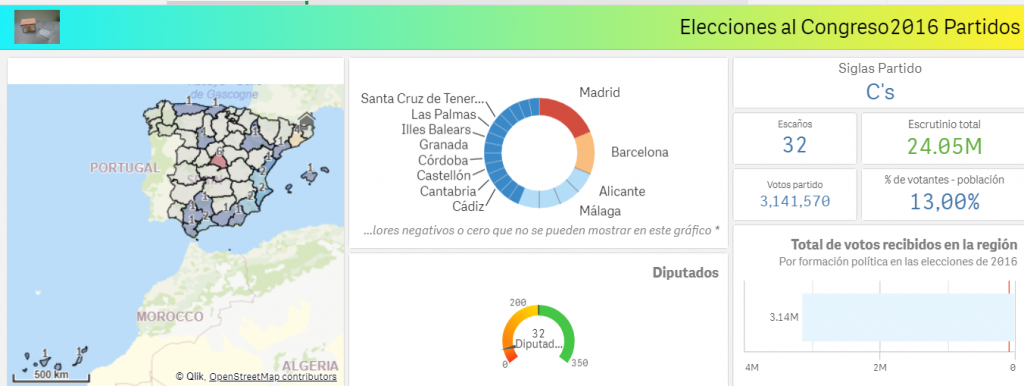 Elecciones al Congreso2016 Partidos
de Gascogne
PORTUGAL
MOROCCO
ALGERIA
500 km
© Qlik, OpenStreetMap contributors
Madrid
Santa Cruz de Tener...
Las Palmas
Illes Balears
Granada
Córdoba
Castellón
Cantabria
Cádiz
Barcelona
Alicante
Málaga
...lores negativos o cero que no se pueden mostrar en este gráfico *
Diputados
200
32
Diputad...
0
350
Siglas Partido
C's
Escaños
32
Escrutinio total
24.05M
Votos partido
3,141,570
% de votantes - población
13,00%
Total de votos recibidos en la región
Por formación política en las elecciones de 2016
3.14M
4M
2M
0